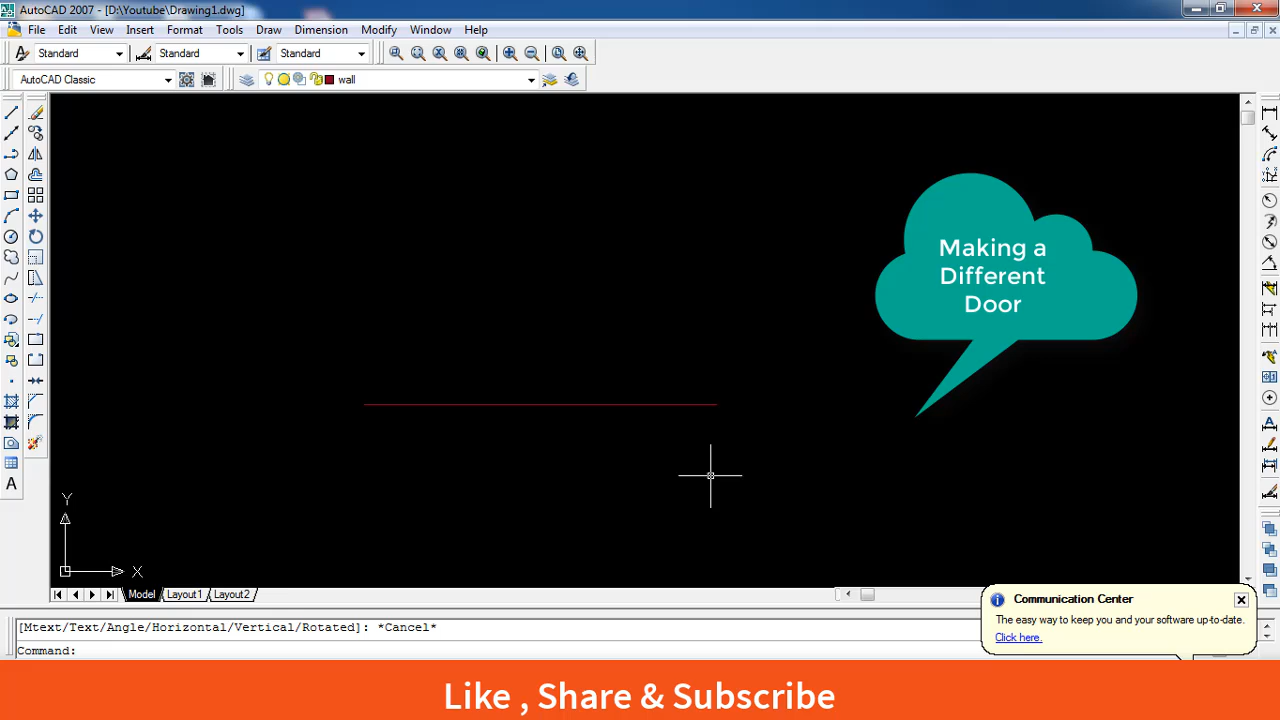 AutoCAD 2007 - [D:\Youtube\Drawing1.dwg]
File Edit View Insert Format Tools Draw Dimension Modify Window Help
Standard Standard Standard
AutoCAD Classic wall
Making a
Different
Door
A
A
Y
X
Model Layout1 Layout2
Communication Center
The easy way to keep you and your software up-to-date.
Click here.
[Mtext/Text/Angle/Horizontal/Vertical/Rotated]: *Cancel*
Command:
Like , Share & Subscribe